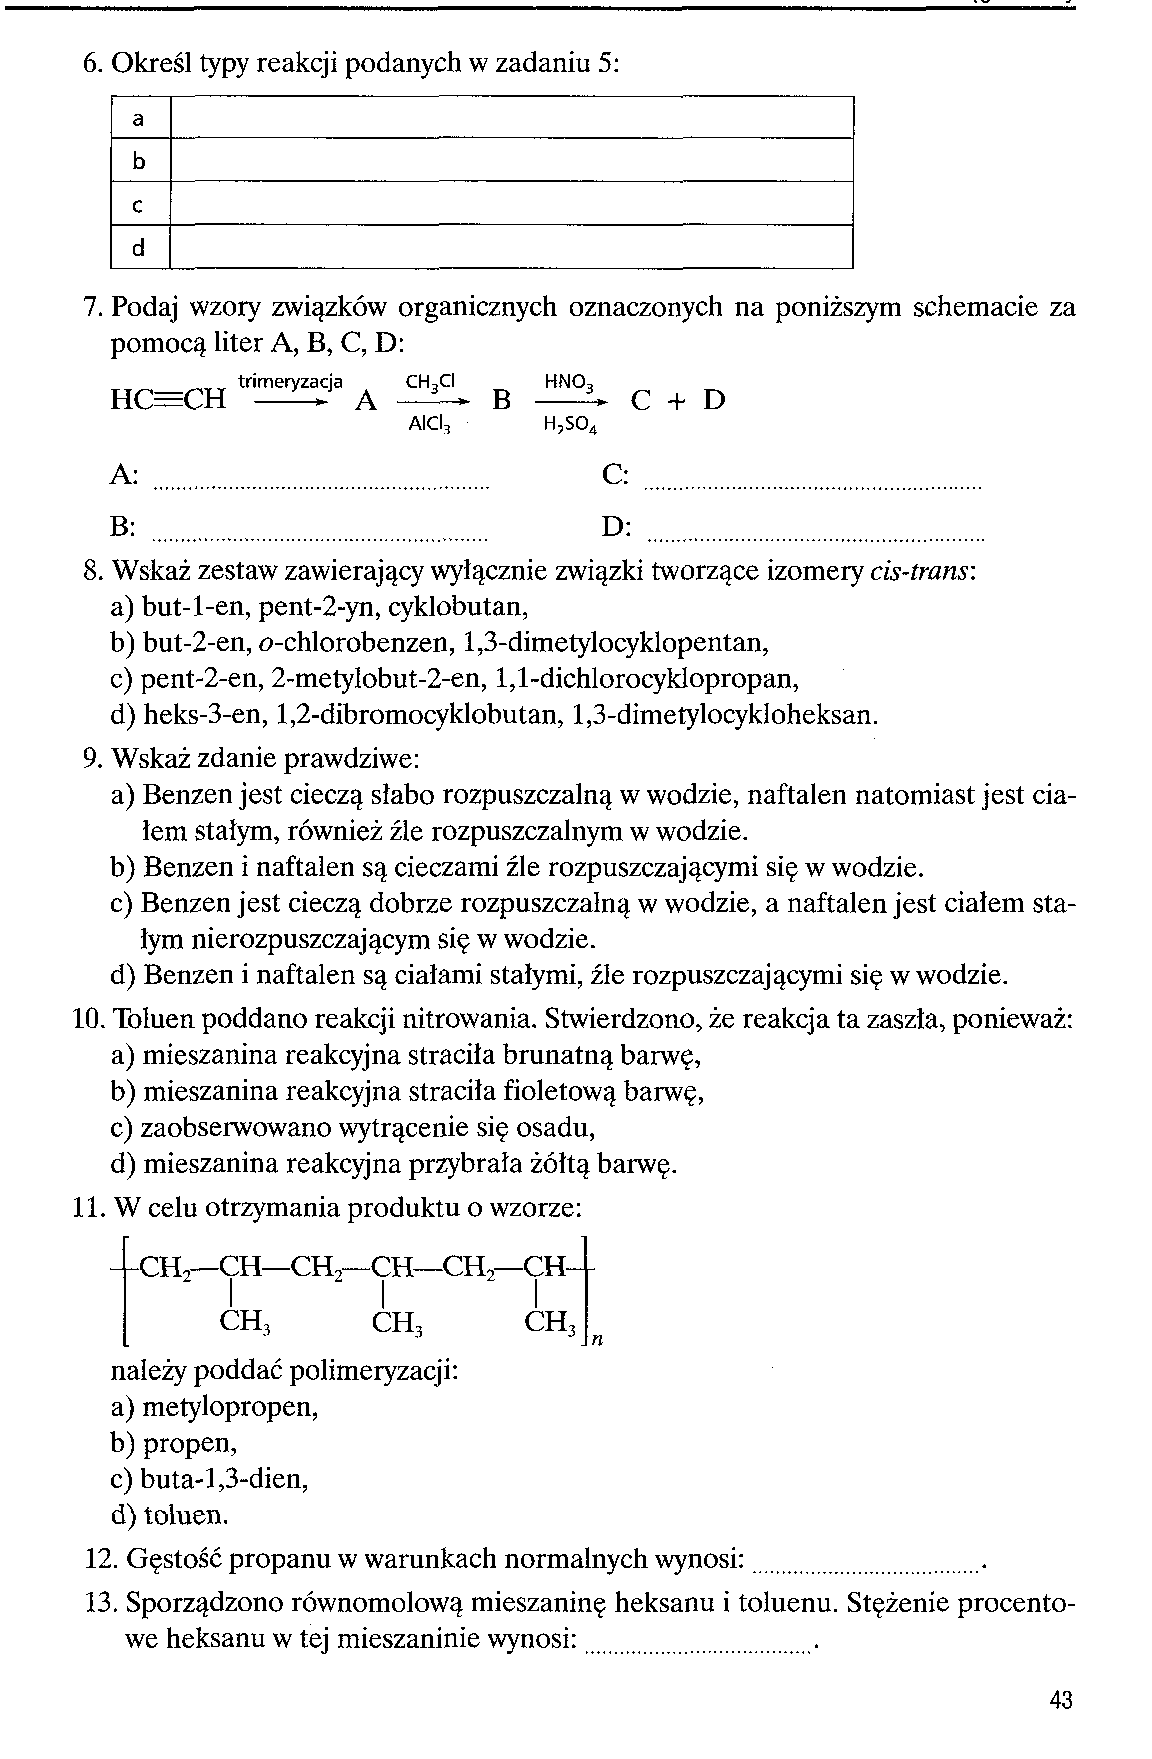 6. Określ typy reakcji podanych w zadaniu 5:
a
b
c
d
7. Podaj wzory związków organicznych oznaczonych na poniższym schemacie za
pomocą liter A, B, C, D:
HC≡CH trimeryzacja A CH₃Cl B HNO₃ C + D
AlCl₃ H₂SO₄
A: C:
B: D:
8. Wskaż zestaw zawierający wyłącznie związki tworzące izomery cis-trans:
a) but-1-en, pent-2-yn, cyklobutan,
b) but-2-en, o-chlorobenzen, 1,3-dimetylocyklopentan,
c) pent-2-en, 2-metylobut-2-en, 1,1-dichlorocyklopropan,
d) heks-3-en, 1,2-dibromocyklobutan, 1,3-dimetylocykloheksan.
9. Wskaż zdanie prawdziwe:
a) Benzen jest cieczą słabo rozpuszczalną w wodzie, naftalen natomiast jest cia-
łem stałym, również źle rozpuszczalnym w wodzie.
b) Benzen i naftalen są cieczami źle rozpuszczającymi się w wodzie.
c) Benzen jest cieczą dobrze rozpuszczalną w wodzie, a naftalen jest ciałem sta-
łym nierozpuszczającym się w wodzie.
d) Benzen i naftalen są ciałami stałymi, źle rozpuszczającymi się w wodzie.
10. Toluen poddano reakcji nitrowania. Stwierdzono, że reakcja ta zaszła, ponieważ:
a) mieszanina reakcyjna straciła brunatną barwę,
b) mieszanina reakcyjna straciła fioletową barwę,
c) zaobserwowano wytrącenie się osadu,
d) mieszanina reakcyjna przybrała żółtą barwę.
11. W celu otrzymania produktu o wzorze:
CH₂—CH—CH₂—CH—CH₂—CH
CH₃ CH₃ CH₃ n
należy poddać polimeryzacji:
a) metylopropen,
b) propen,
c) buta-1,3-dien,
d) toluen.
12. Gęstość propanu w warunkach normalnych wynosi: .
13. Sporządzono równomolową mieszaninę heksanu i toluenu. Stężenie procento-
we heksanu w tej mieszaninie wynosi: .
43